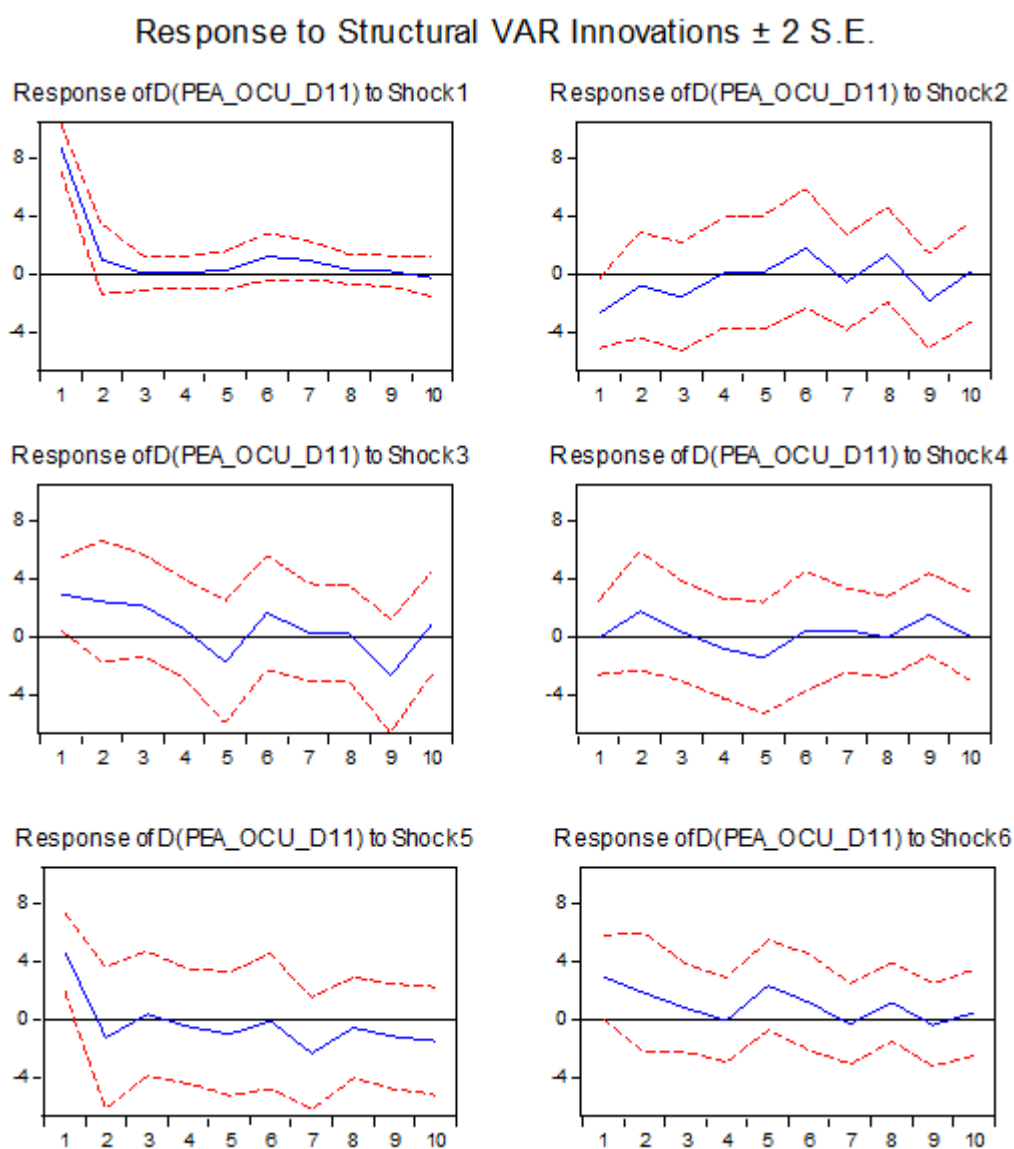 Response to Structural VAR Innovations ± 2 S.E.
Response of D(PEA_OCU_D11) to Shock1
8
4
0
-4
1 2 3 4 5 6 7 8 9 10
Response of D(PEA_OCU_D11) to Shock2
8
4
0
-4
1 2 3 4 5 6 7 8 9 10
Response of D(PEA_OCU_D11) to Shock3
8
4
0
-4
1 2 3 4 5 6 7 8 9 10
Response of D(PEA_OCU_D11) to Shock4
8
4
0
-4
1 2 3 4 5 6 7 8 9 10
Response of D(PEA_OCU_D11) to Shock5
8
4
0
-4
1 2 3 4 5 6 7 8 9 10
Response of D(PEA_OCU_D11) to Shock6
8
4
0
-4
1 2 3 4 5 6 7 8 9 10